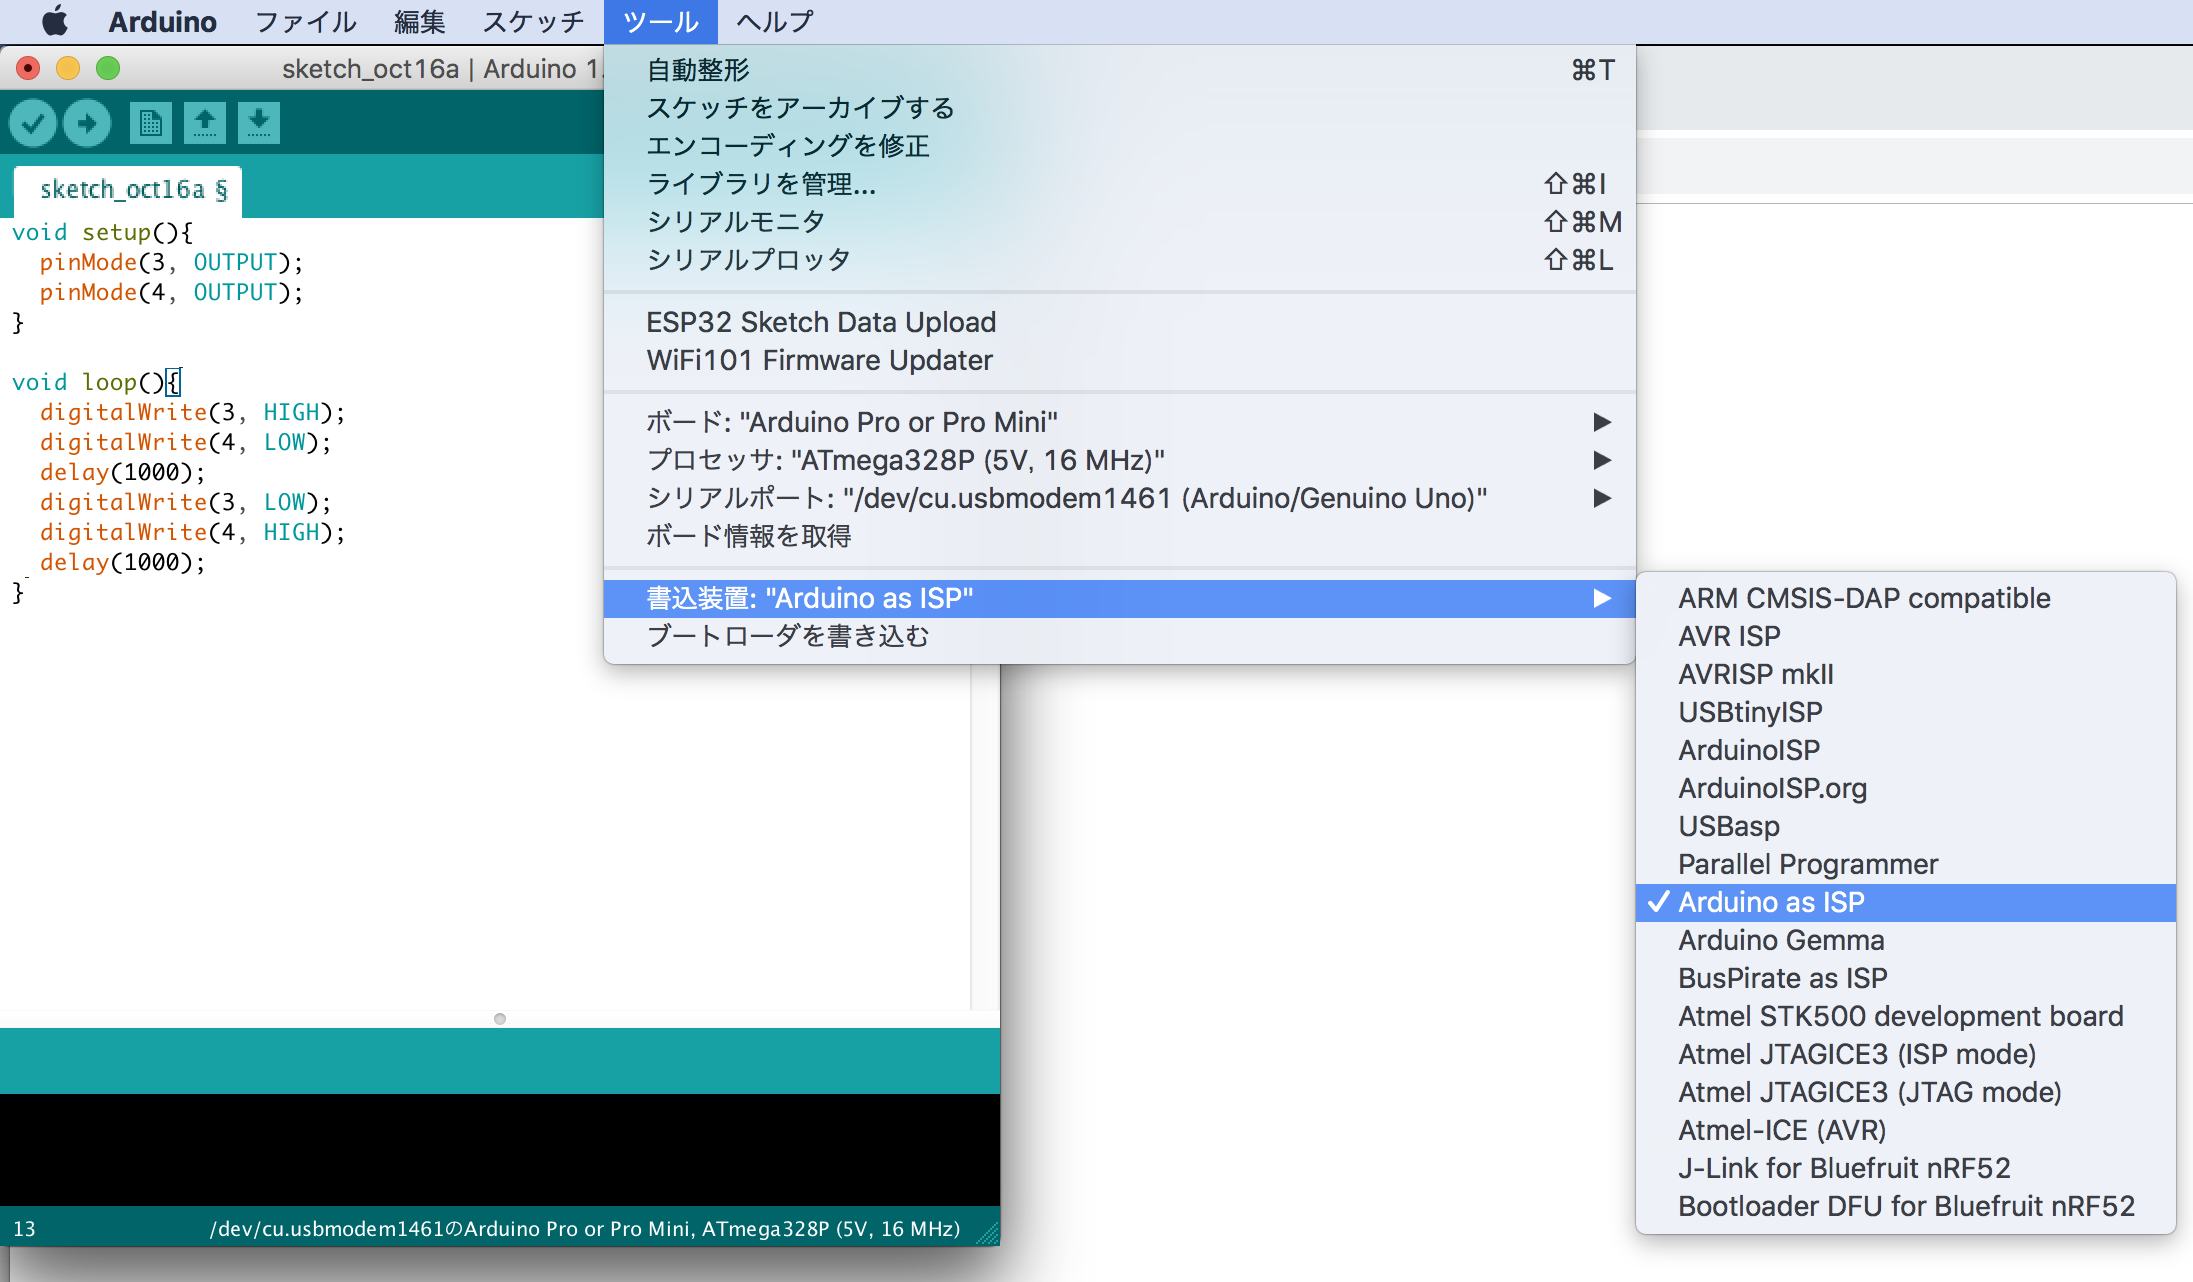 Arduino ファイル 編集 スケッチ ツール ヘルプ
sketch_oct16a | Arduino 1.
sketch_oct16a §
void setup(){
  pinMode(3, OUTPUT);
  pinMode(4, OUTPUT);
}
void loop(){
  digitalWrite(3, HIGH);
  digitalWrite(4, LOW);
  delay(1000);
  digitalWrite(3, LOW);
  digitalWrite(4, HIGH);
  delay(1000);
}
13
/dev/cu.usbmodem1461のArduino Pro or Pro Mini, ATmega328P (5V, 16 MHz)
自動整形 ⌘T
スケッチをアーカイブする
エンコーディングを修正
ライブラリを管理... ⇧⌘I
シリアルモニタ ⇧⌘M
シリアルプロッタ ⇧⌘L
ESP32 Sketch Data Upload
WiFi101 Firmware Updater
ボード: "Arduino Pro or Pro Mini"
プロセッサ: "ATmega328P (5V, 16 MHz)"
シリアルポート: "/dev/cu.usbmodem1461 (Arduino/Genuino Uno)"
ボード情報を取得
書込装置: "Arduino as ISP"
ブートローダを書き込む
ARM CMSIS-DAP compatible
AVR ISP
AVRISP mkII
USBtinyISP
ArduinoISP
ArduinoISP.org
USBasp
Parallel Programmer
✓ Arduino as ISP
Arduino Gemma
BusPirate as ISP
Atmel STK500 development board
Atmel JTAGICE3 (ISP mode)
Atmel JTAGICE3 (JTAG mode)
Atmel-ICE (AVR)
J-Link for Bluefruit nRF52
Bootloader DFU for Bluefruit nRF52